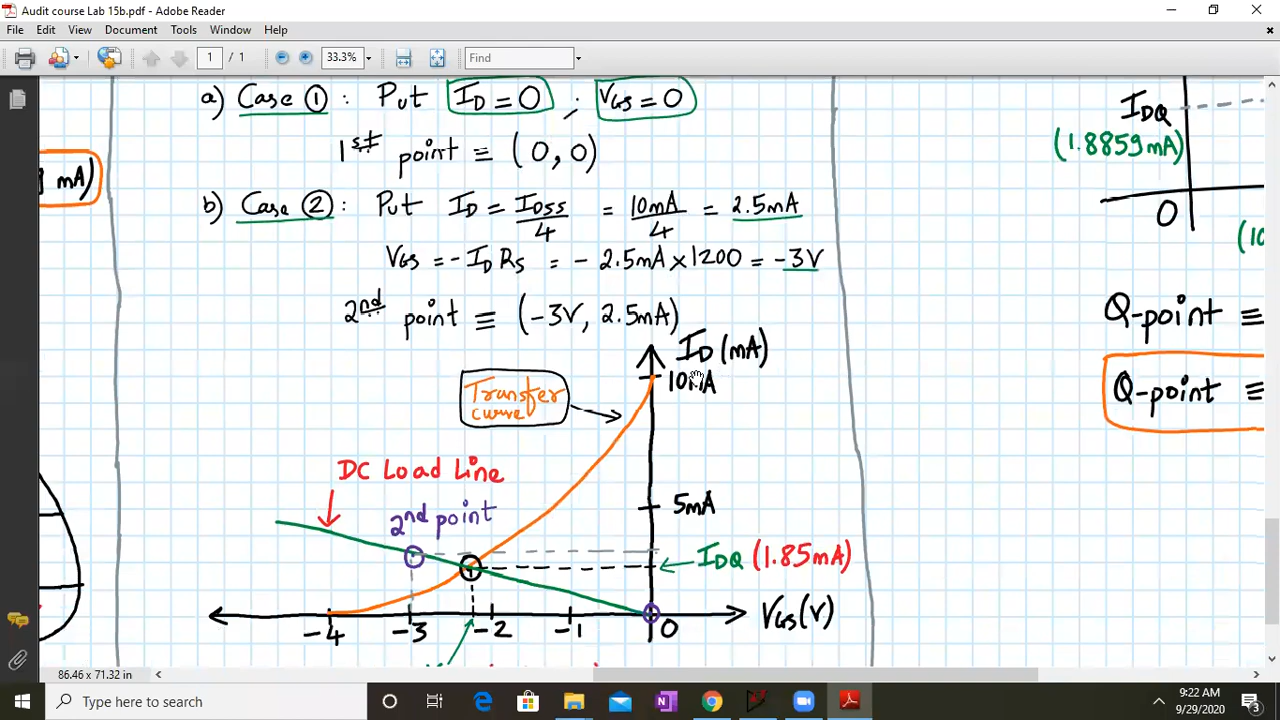 Audit course Lab 15b.pdf - Adobe Reader
File Edit View Document Tools Window Help
1 / 1 33.3% Find
a) Case 1 : Put ID = 0 ; VGS = 0
1st point ≡ (0, 0)
mA)
b) Case 2 : Put ID = IDSS/4 = 10mA/4 = 2.5mA
VGS = -ID RS = - 2.5mA × 1200 = -3V
2nd point ≡ (-3V, 2.5mA)
ID (mA)
10mA
Transfer
curve
DC Load Line
2nd point
5mA
IDQ (1.85mA)
-4 -3 -2 -1 0 VGS (V)
IDQ
(1.8859mA)
0
Q-point ≡
Q-point ≡
86.46 x 71.32 in
Type here to search
9:22 AM
9/29/2020
3